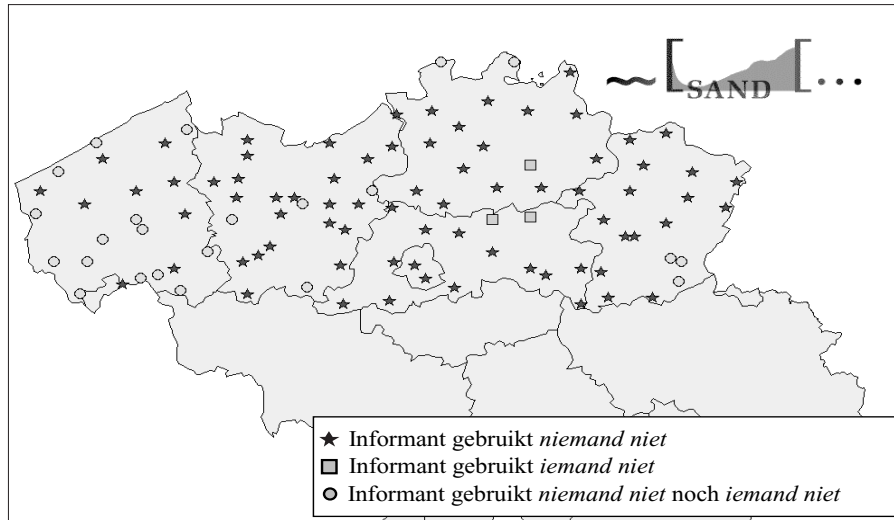 SAND
Informant gebruikt niemand niet
Informant gebruikt iemand niet
Informant gebruikt niemand niet noch iemand niet